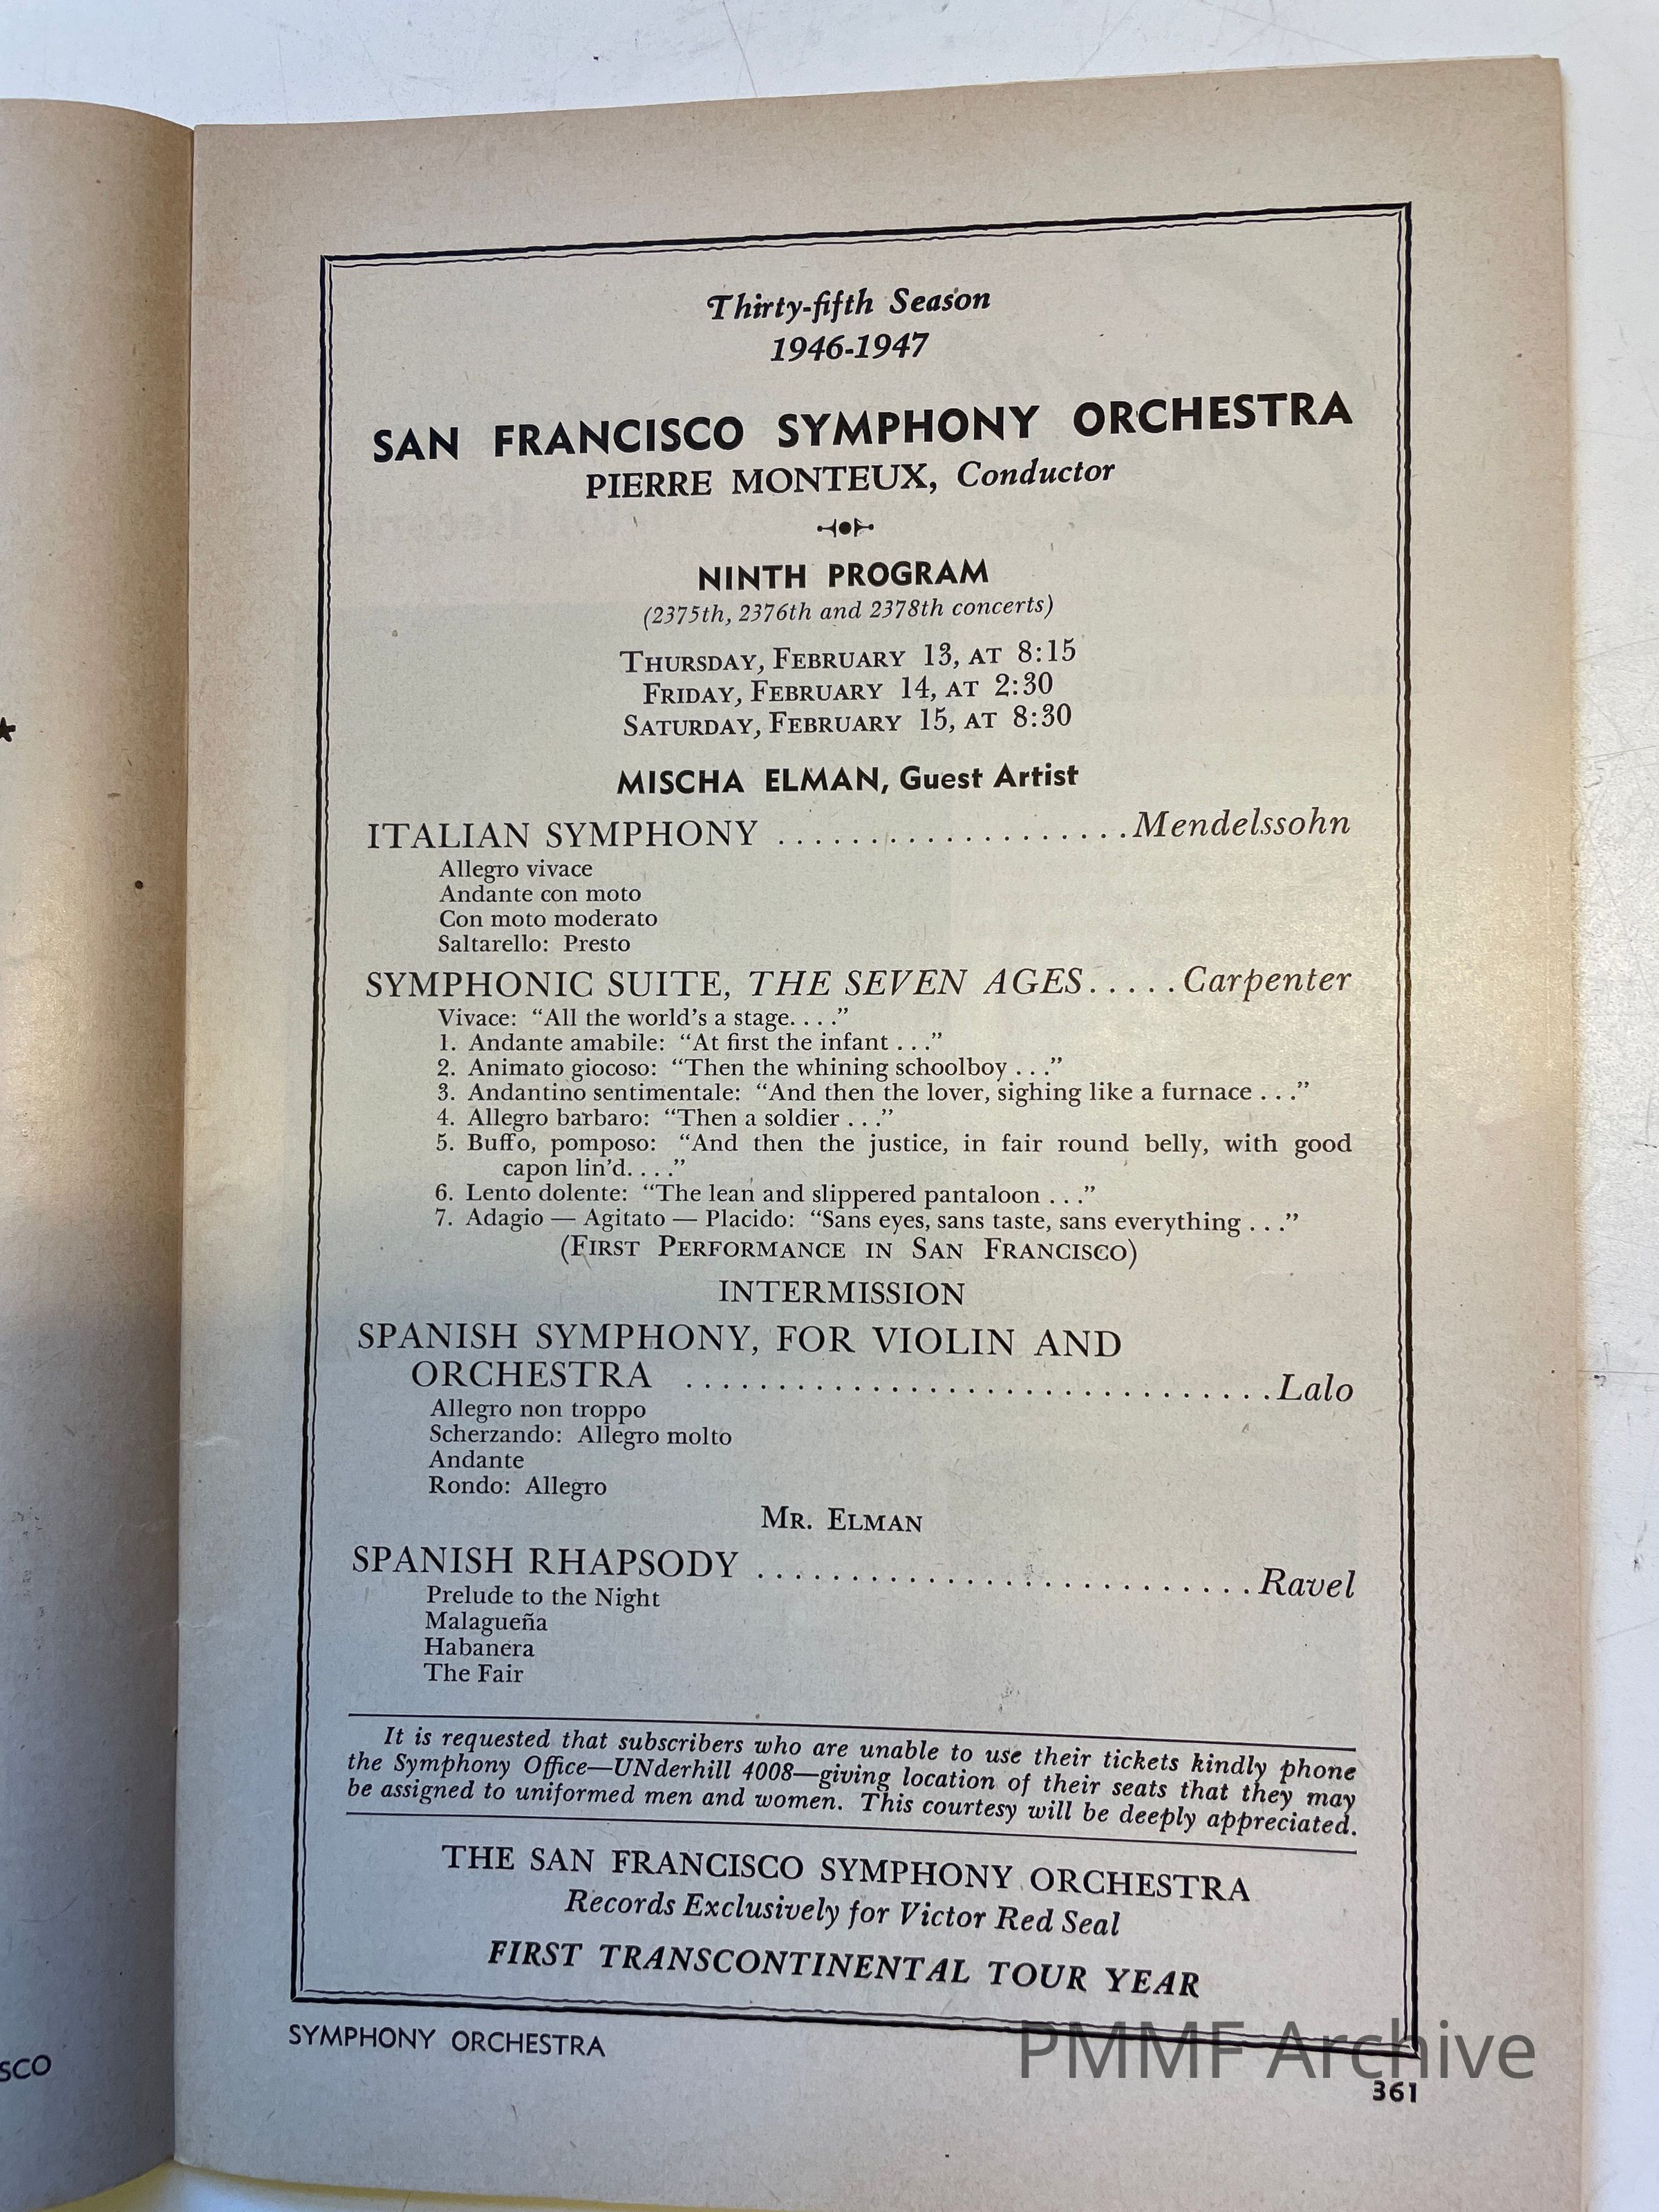 Thirty-fifth Season
1946-1947
SAN FRANCISCO SYMPHONY ORCHESTRA
PIERRE MONTEUX, Conductor
NINTH PROGRAM
(2375th, 2376th and 2378th concerts)
THURSDAY, FEBRUARY 13, AT 8:15
FRIDAY, FEBRUARY 14, AT 2:30
SATURDAY, FEBRUARY 15, AT 8:30
MISCHA ELMAN, Guest Artist
ITALIAN SYMPHONY ...................Mendelssohn
Allegro vivace
Andante con moto
Con moto moderato
Saltarello: Presto
SYMPHONIC SUITE, THE SEVEN AGES.....Carpenter
Vivace: “All the world’s a stage. . . .”
1. Andante amabile: “At first the infant . . .”
2. Animato giocoso: “Then the whining schoolboy . . .”
3. Andantino sentimentale: “And then the lover, sighing like a furnace . . .”
4. Allegro barbaro: “Then a soldier . . .”
5. Buffo, pomposo: “And then the justice, in fair round belly, with good
capon lin’d. . . .”
6. Lento dolente: “The lean and slippered pantaloon . . .”
7. Adagio — Agitato — Placido: “Sans eyes, sans taste, sans everything . . .”
(FIRST PERFORMANCE IN SAN FRANCISCO)
INTERMISSION
SPANISH SYMPHONY, FOR VIOLIN AND
ORCHESTRA ................................Lalo
Allegro non troppo
Scherzando: Allegro molto
Andante
Rondo: Allegro
MR. ELMAN
SPANISH RHAPSODY ...........................Ravel
Prelude to the Night
Malagueña
Habanera
The Fair
It is requested that subscribers who are unable to use their tickets kindly phone
the Symphony Office—UNderhill 4008—giving location of their seats that they may
be assigned to uniformed men and women. This courtesy will be deeply appreciated.
THE SAN FRANCISCO SYMPHONY ORCHESTRA
Records Exclusively for Victor Red Seal
FIRST TRANSCONTINENTAL TOUR YEAR
SYMPHONY ORCHESTRA
PMMF Archive
361
SCO